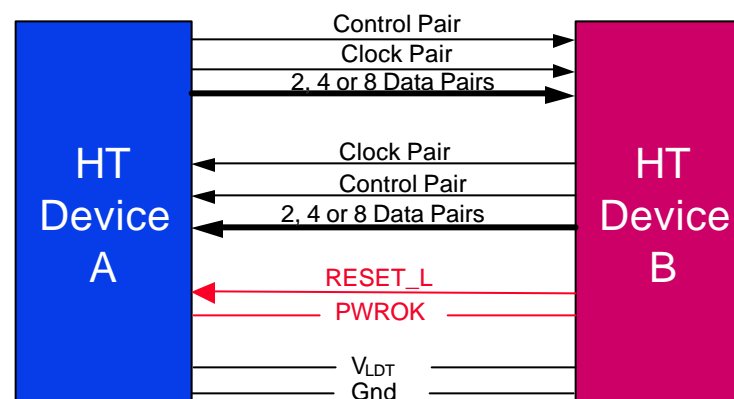 Control Pair
Clock Pair
2, 4 or 8 Data Pairs
HT
Device
A
Clock Pair
Control Pair
2, 4 or 8 Data Pairs
RESET_L
PWROK
VLDT
Gnd
HT
Device
B